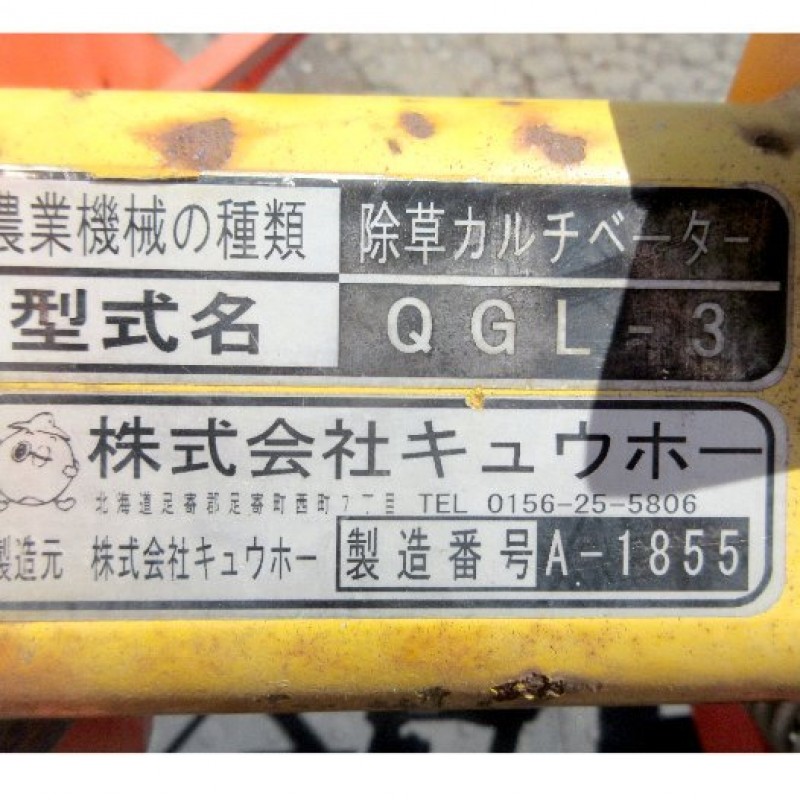 農業機械の種類 除草カルチベーター
型式名 QGL-3
株式会社キュウホー
北海道足寄郡足寄町西町7丁目 TEL 0156-25-5806
製造元 株式会社キュウホー 製造番号 A-1855